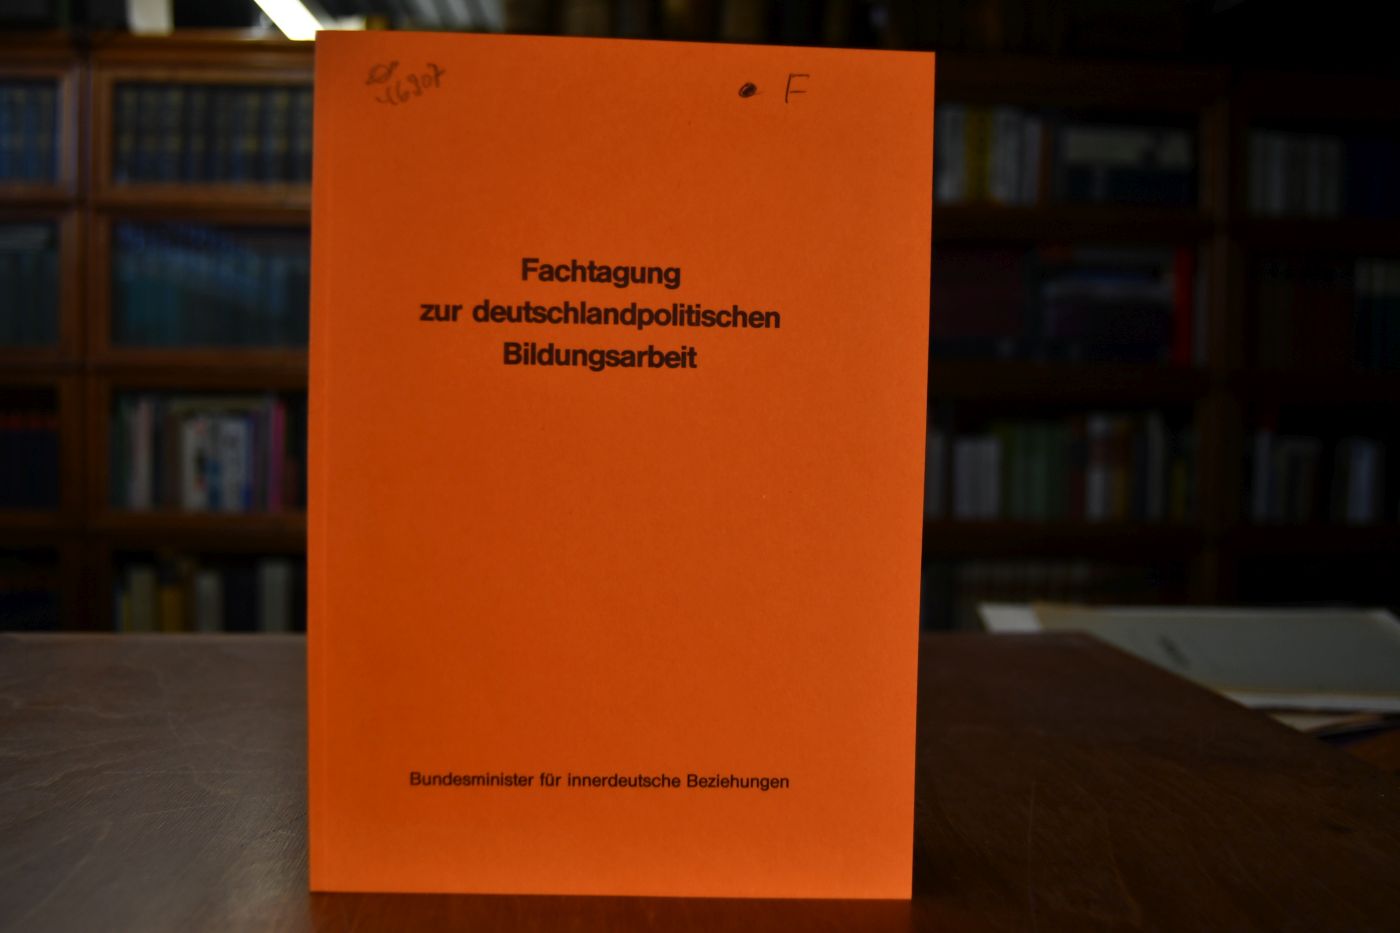 F
Fachtagung
zur deutschlandpolitischen
Bildungsarbeit
Bundesminister für innerdeutsche Beziehungen